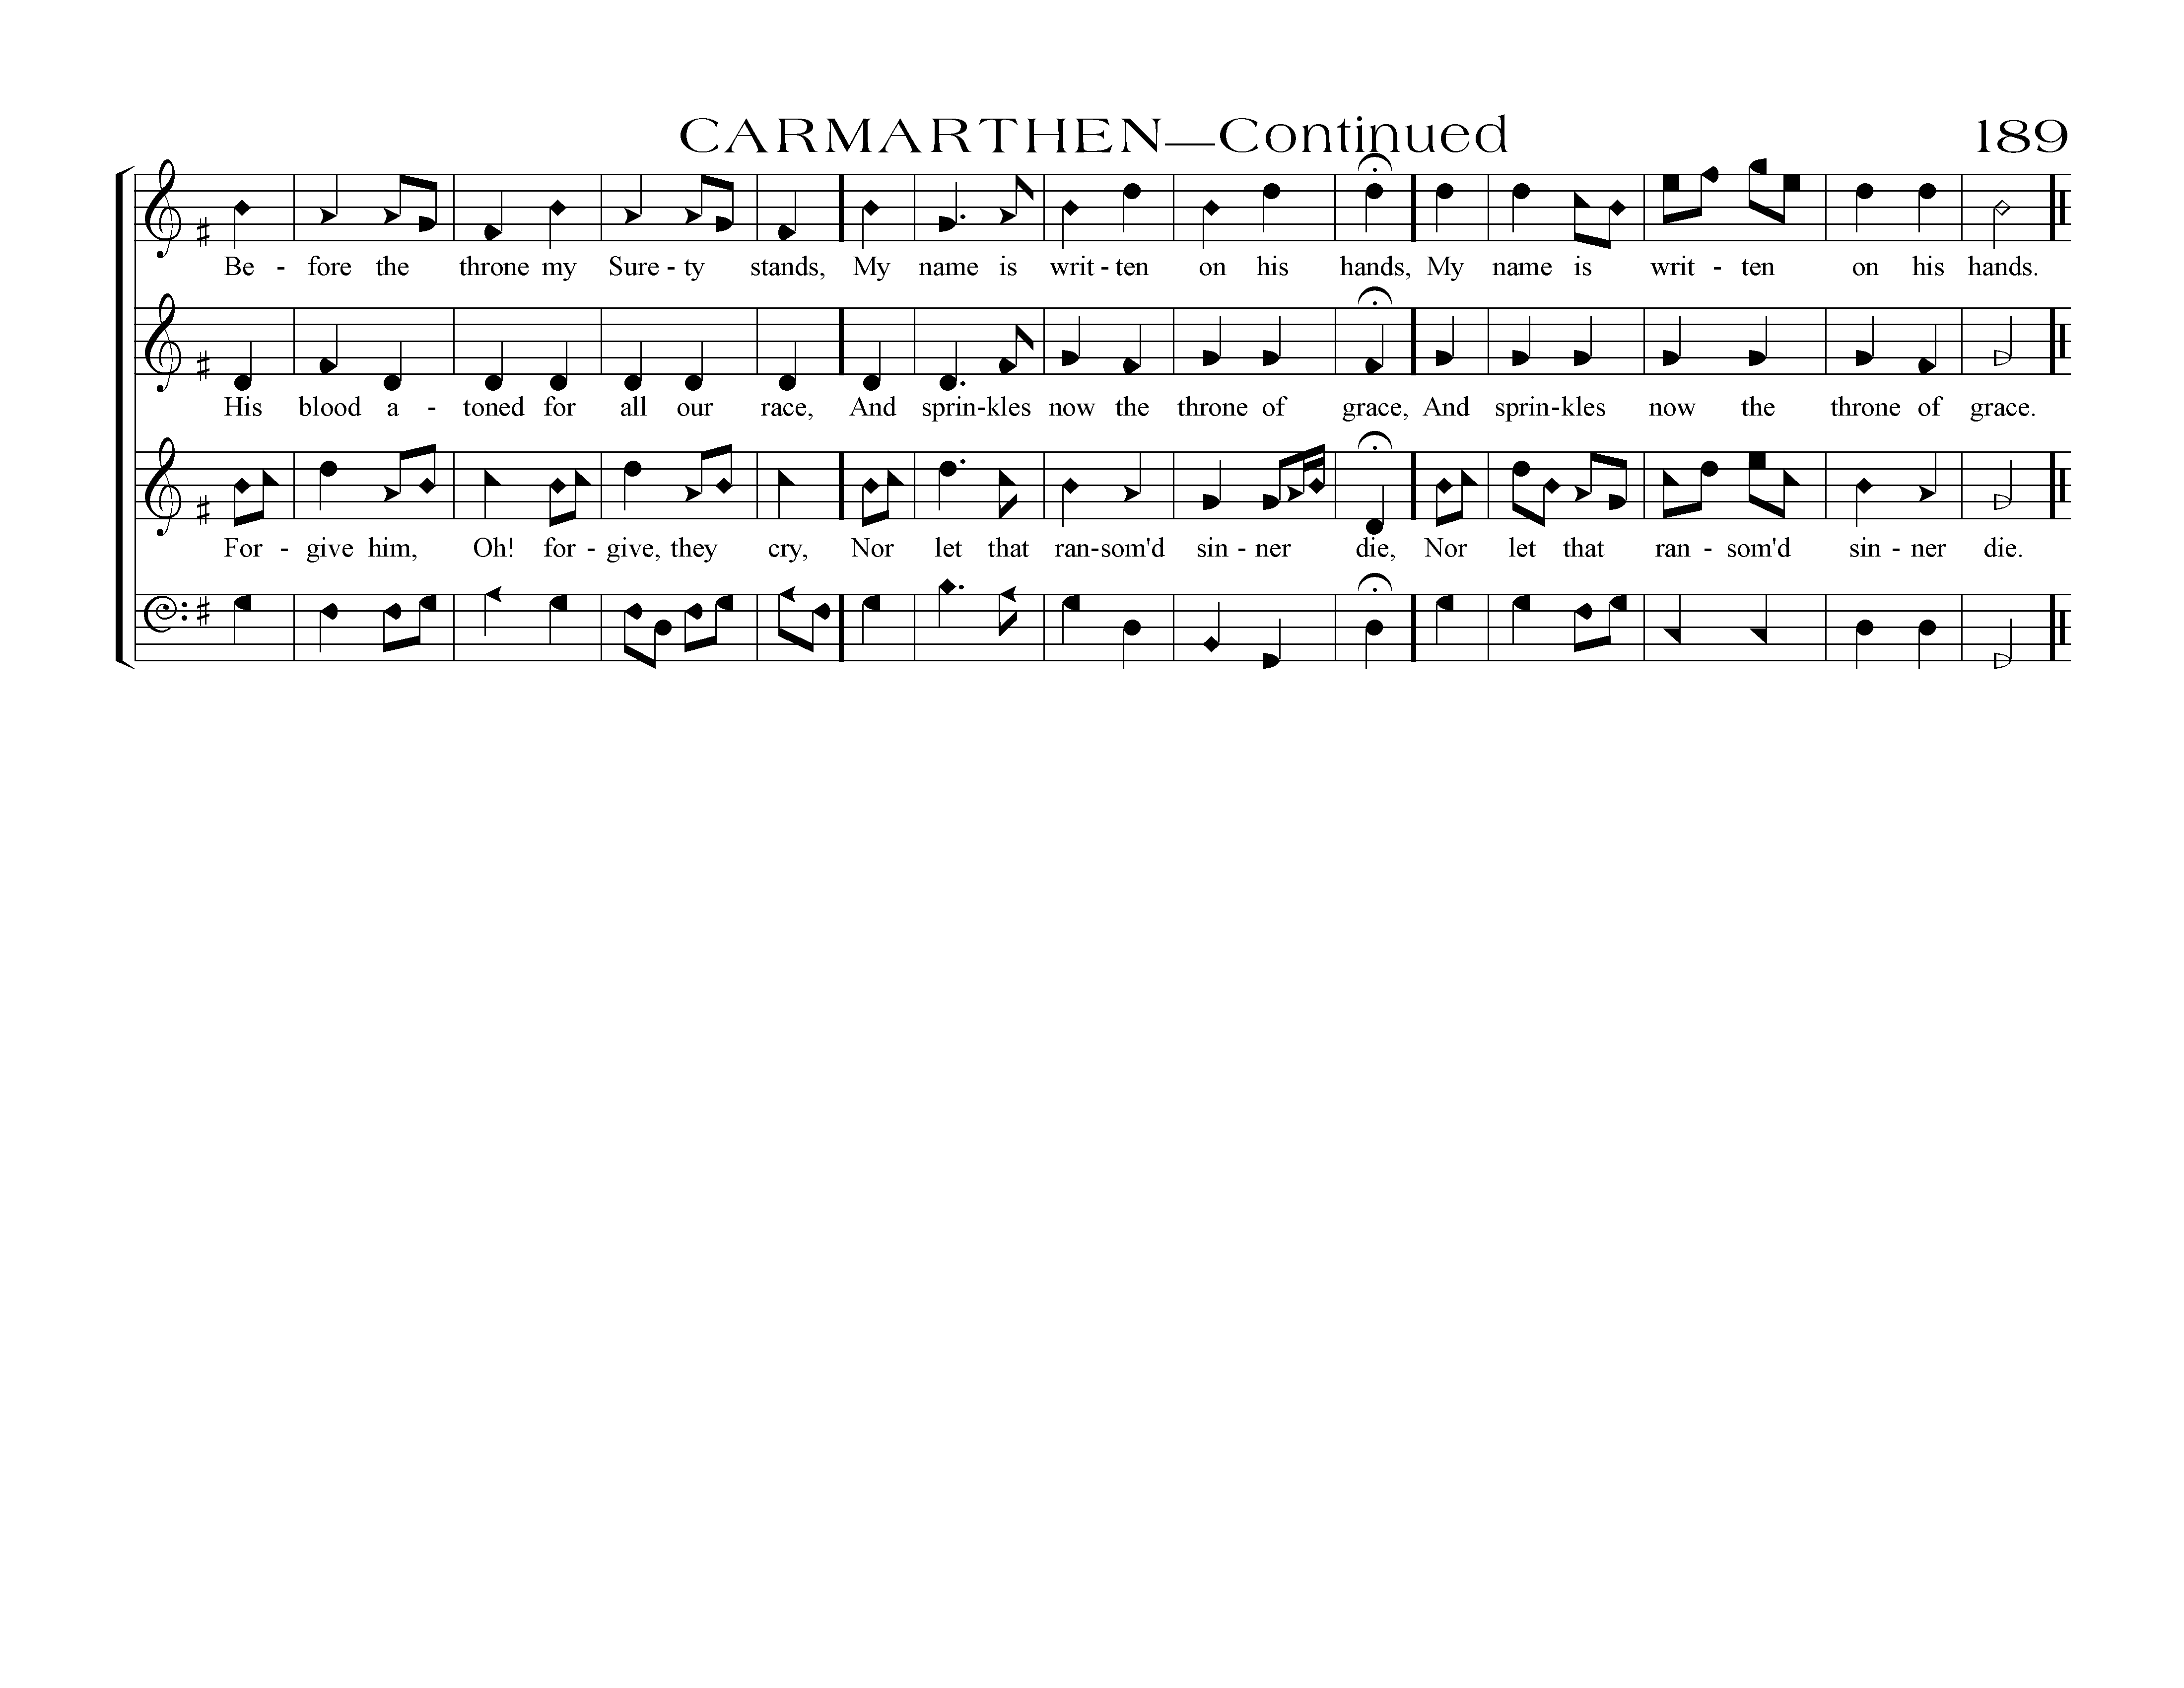 CARMARTHEN—Continued 189
Be - fore the throne my Sure - ty stands, My name is writ - ten on his hands, My name is writ - ten on his hands.
His blood a - toned for all our race, And sprin-kles now the throne of grace, And sprin-kles now the throne of grace.
For - give him, Oh! for - give, they cry, Nor let that ran-som'd sin - ner die, Nor let that ran - som'd sin - ner die.